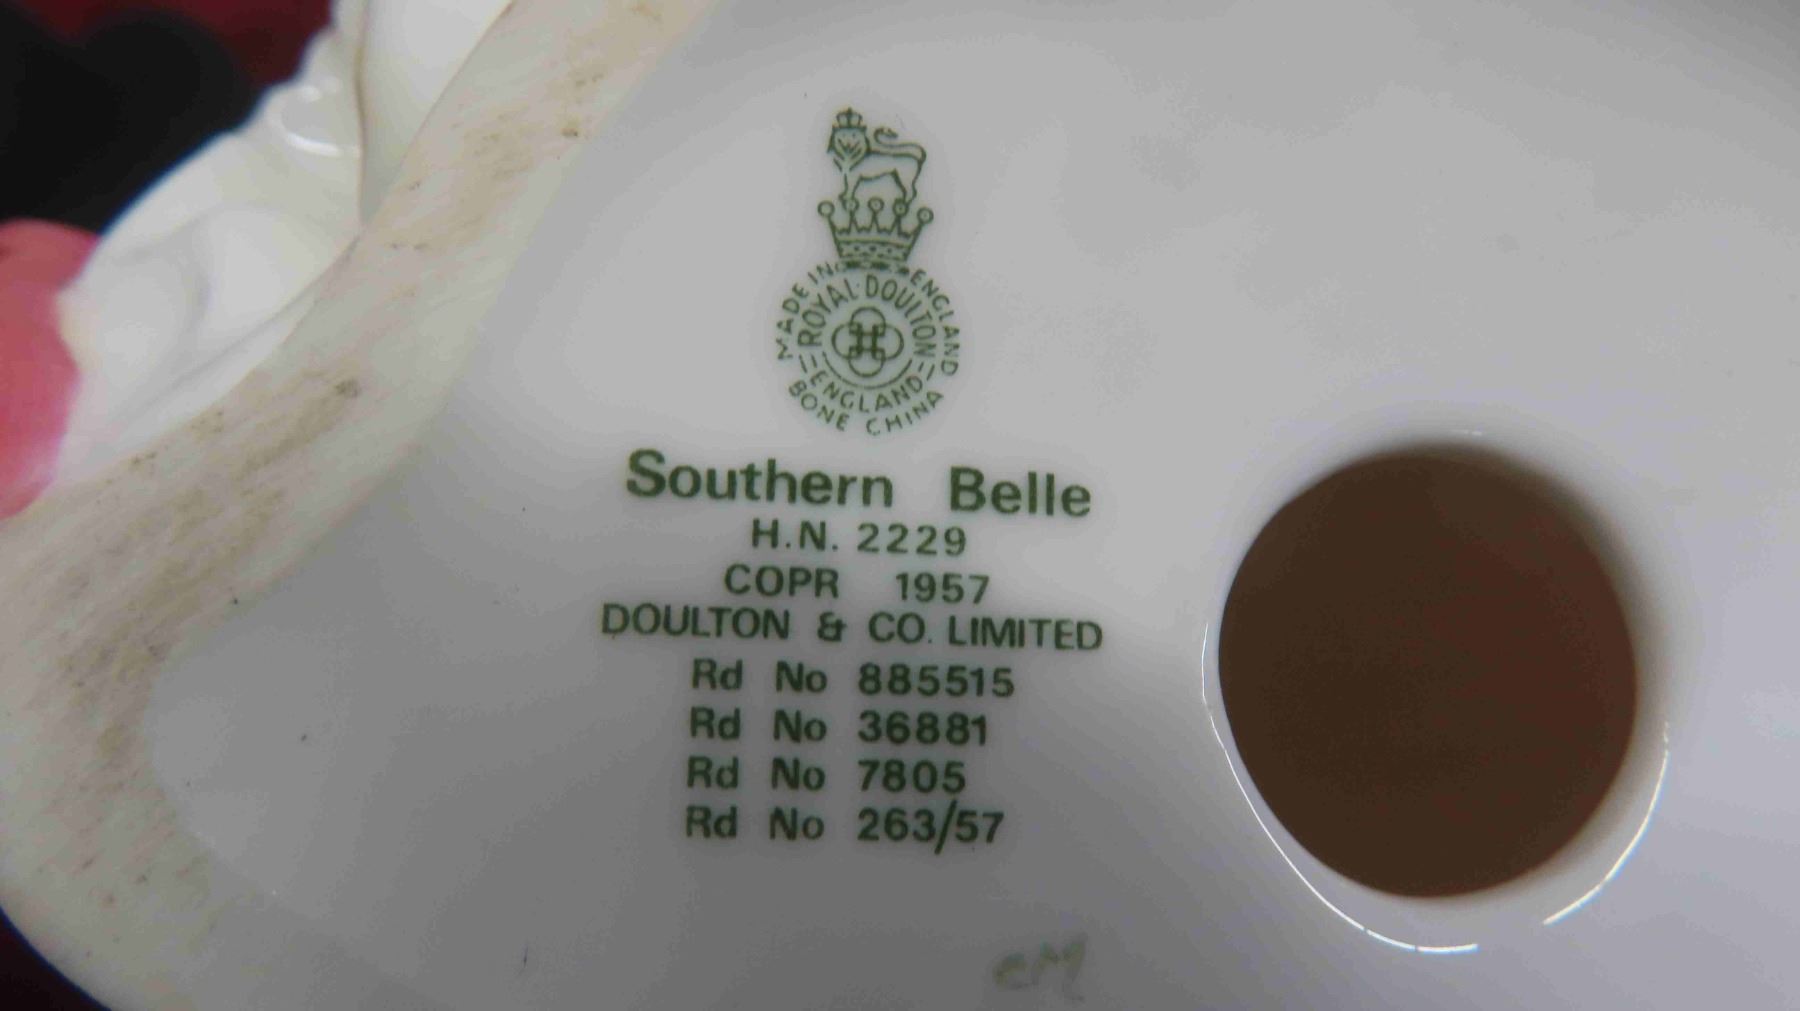 MADE IN ENGLAND
ROYAL·DOULTON
ENGLAND
BONE CHINA
Southern Belle
H.N. 2229
COPR 1957
DOULTON & CO. LIMITED
Rd No 885515
Rd No 36881
Rd No 7805
Rd No 263/57